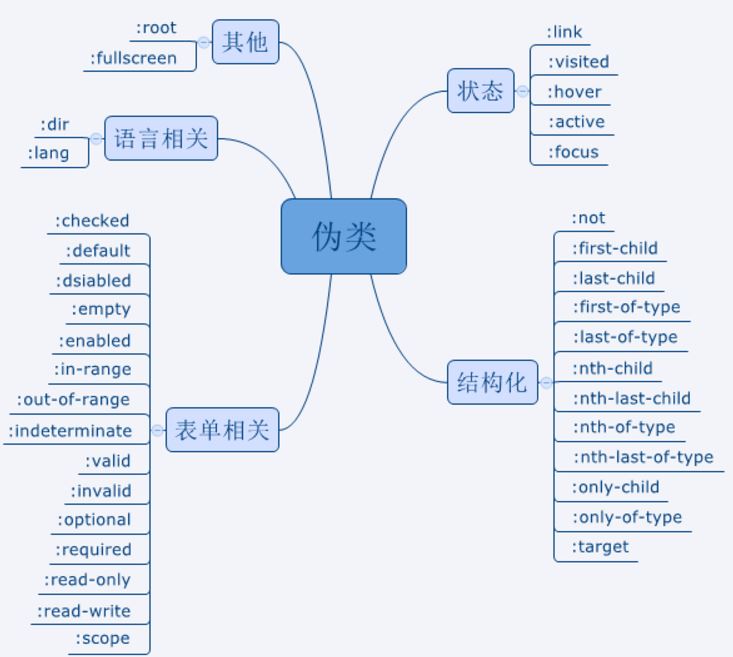 伪类
其他
:root
:fullscreen
语言相关
:dir
:lang
表单相关
:checked
:default
:dsiabled
:empty
:enabled
:in-range
:out-of-range
:indeterminate
:valid
:invalid
:optional
:required
:read-only
:read-write
:scope
状态
:link
:visited
:hover
:active
:focus
结构化
:not
:first-child
:last-child
:first-of-type
:last-of-type
:nth-child
:nth-last-child
:nth-of-type
:nth-last-of-type
:only-child
:only-of-type
:target